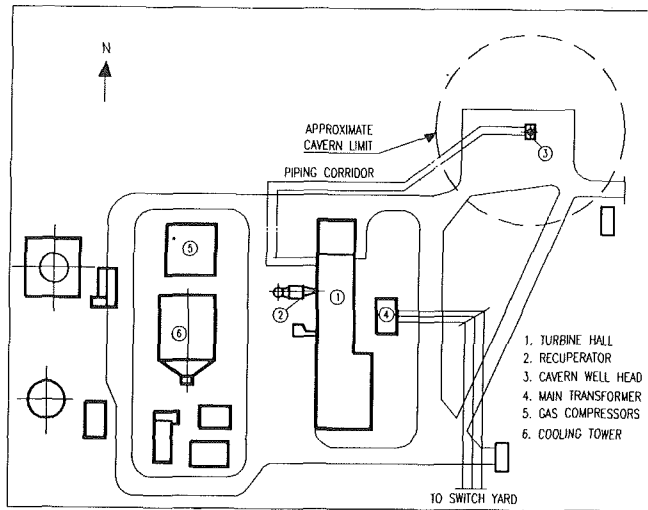 N
APPROXIMATE
CAVERN LIMIT
PIPING CORRIDOR
3
5
1
2
4
6
1. TURBINE HALL
2. RECUPERATOR
3. CAVERN WELL HEAD
4. MAIN TRANSFORMER
5. GAS COMPRESSORS
6. COOLING TOWER
TO SWITCH YARD